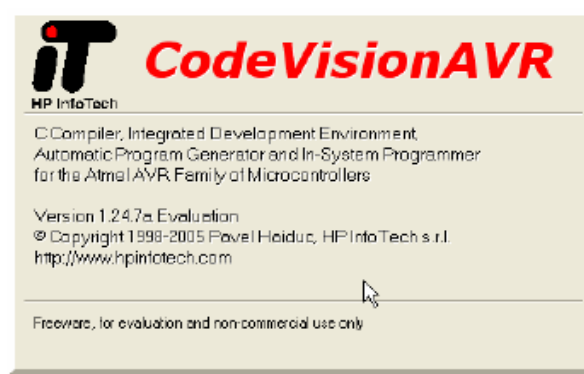 iT
CodeVisionAVR
HP InfoTech
C Compiler, Integrated Development Environment,
Automatic Program Generator and In-System Programmer
for the Atmel AVR Family of Microcontrollers
Version 1.24.7a Evaluation
© Copyright 1998-2005 Pavel Haiduc, HP InfoTech s.r.l.
http://www.hpinfotech.com
Freeware, for evaluation and non-commercial use only